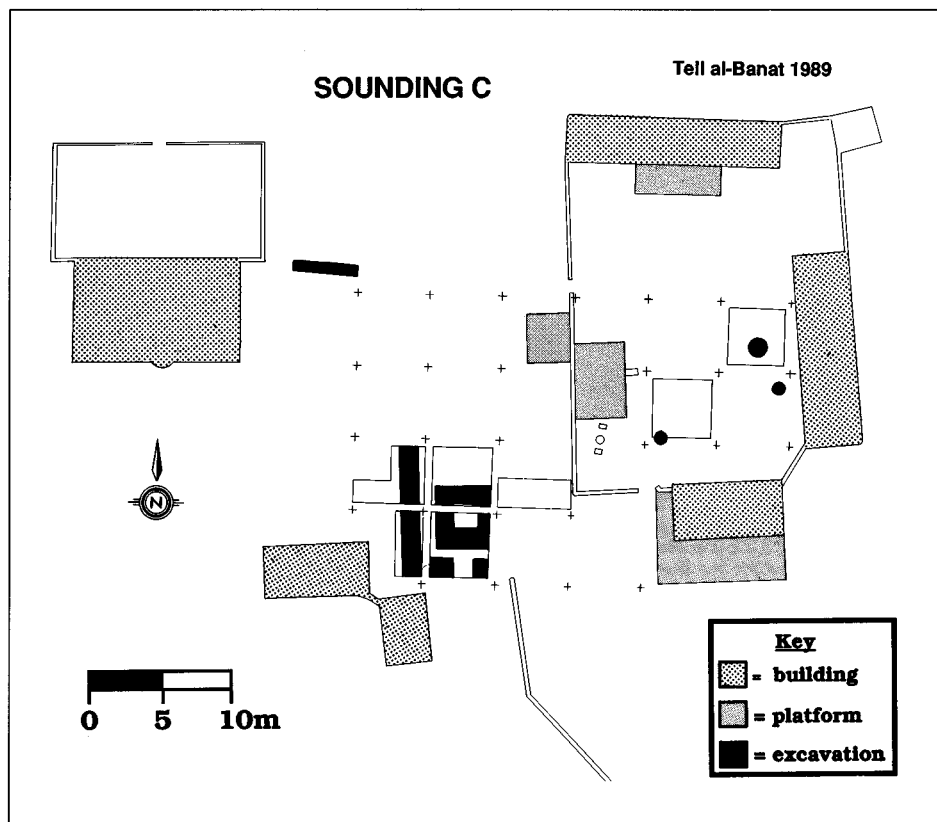 SOUNDING C
Tell al-Banat 1989
N
0 5 10m
Key
= building
= platform
= excavation